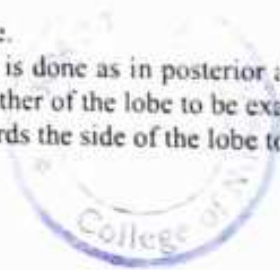 e.
is done as in posterior a
ther of the lobe to be exa
rds the side of the lobe to
College of N